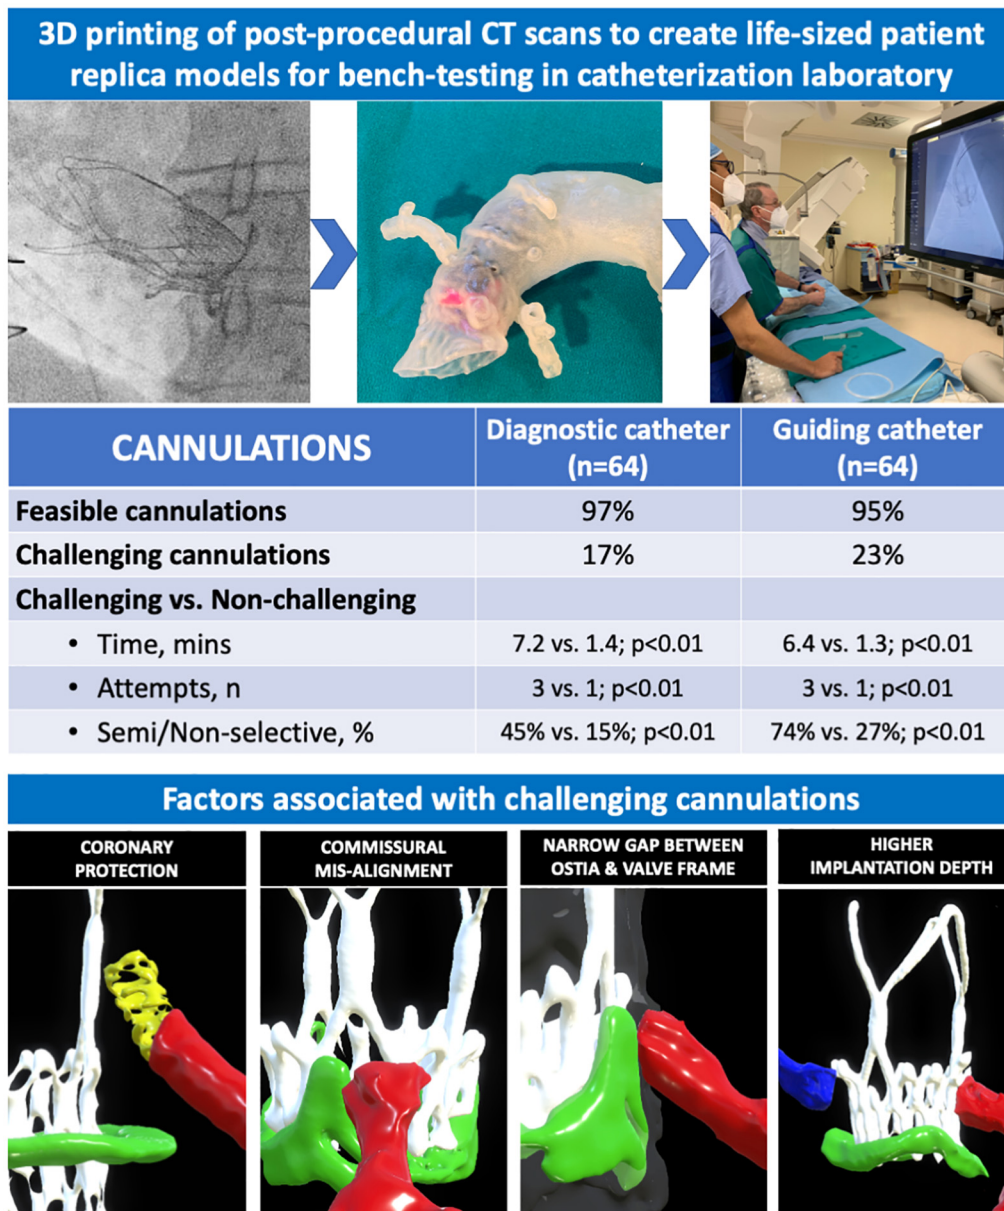 3D printing of post-procedural CT scans to create life-sized patient
replica models for bench-testing in catheterization laboratory
CANNULATIONS
Diagnostic catheter
(n=64)
Guiding catheter
(n=64)
Feasible cannulations 97% 95%
Challenging cannulations 17% 23%
Challenging vs. Non-challenging
• Time, mins 7.2 vs. 1.4; p<0.01 6.4 vs. 1.3; p<0.01
• Attempts, n 3 vs. 1; p<0.01 3 vs. 1; p<0.01
• Semi/Non-selective, % 45% vs. 15%; p<0.01 74% vs. 27%; p<0.01
Factors associated with challenging cannulations
CORONARY
PROTECTION
COMMISSURAL
MIS-ALIGNMENT
NARROW GAP BETWEEN
OSTIA & VALVE FRAME
HIGHER
IMPLANTATION DEPTH